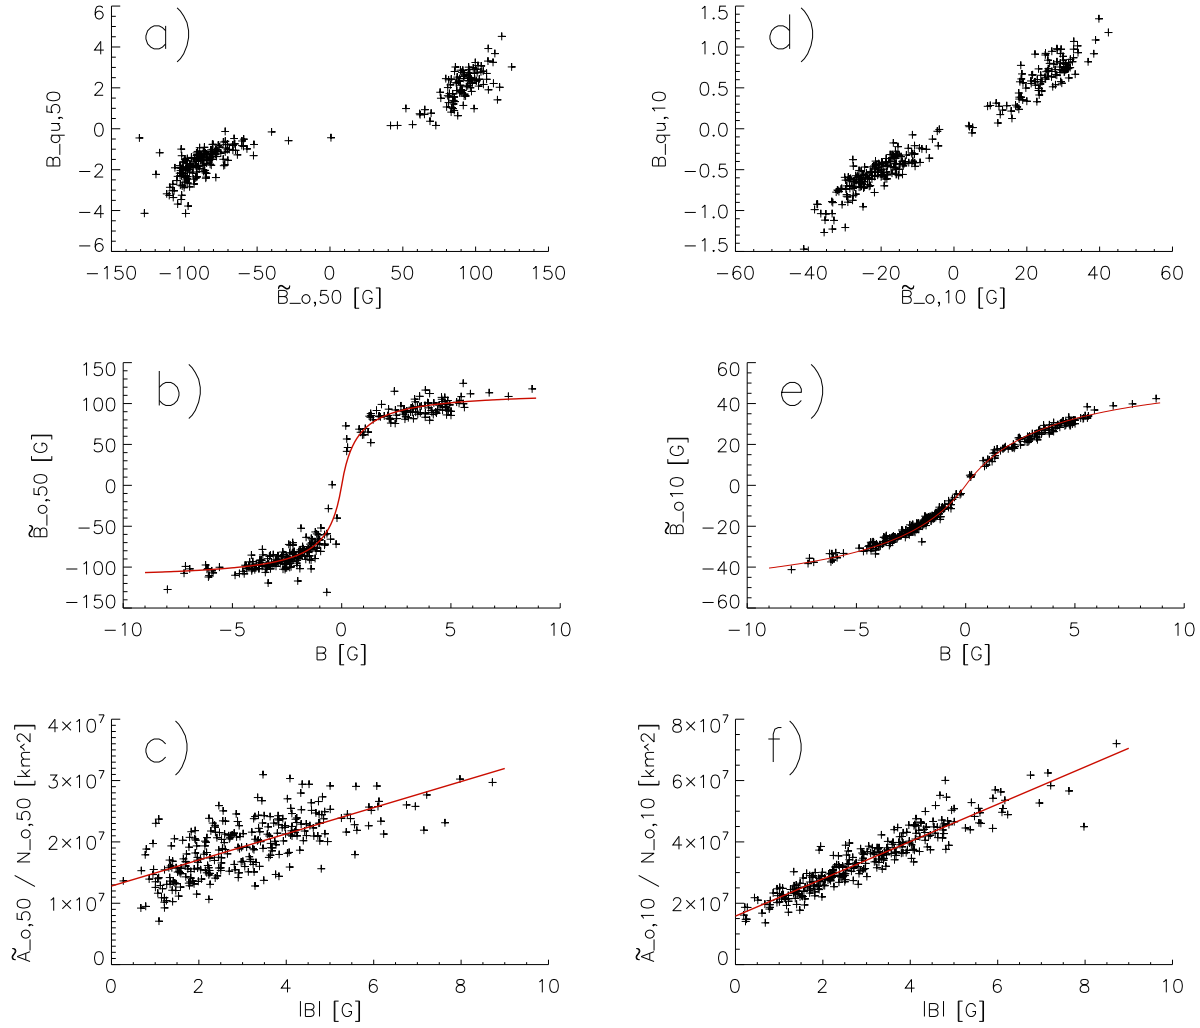 a)
B_qu,50
6
4
2
0
−2
−4
−6
−150 −100 −50 0 50 100 150
B̃_o,50 [G]
d)
B_qu,10
1.5
1.0
0.5
0.0
−0.5
−1.0
−1.5
−60 −40 −20 0 20 40 60
B̃_o,10 [G]
b)
B̃_o,50 [G]
150
100
50
0
−50
−100
−150
−10 −5 0 5 10
B [G]
e)
B̃_o10 [G]
60
40
20
0
−20
−40
−60
−10 −5 0 5 10
B [G]
c)
Ã_o,50 / N_o,50 [km^2]
4×10⁷
3×10⁷
2×10⁷
1×10⁷
0
0 2 4 6 8 10
|B| [G]
f)
Ã_o,10 / N_o,10 [km^2]
8×10⁷
6×10⁷
4×10⁷
2×10⁷
0
0 2 4 6 8 10
|B| [G]